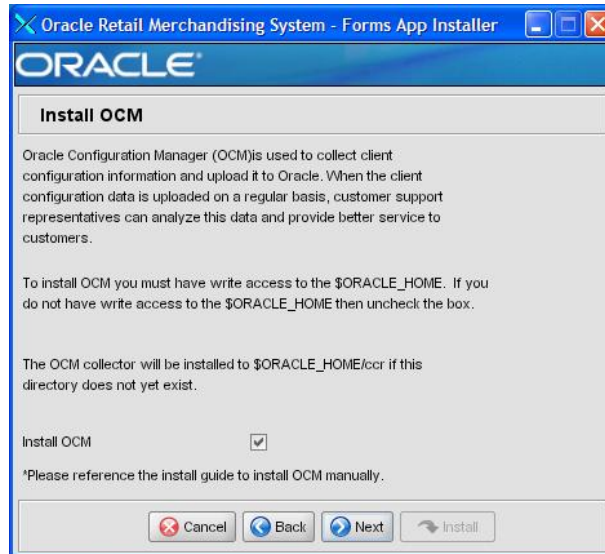 Oracle Retail Merchandising System - Forms App Installer
ORACLE
Install OCM
Oracle Configuration Manager (OCM)is used to collect client
configuration information and upload it to Oracle. When the client
configuration data is uploaded on a regular basis, customer support
representatives can analyze this data and provide better service to
customers.
To install OCM you must have write access to the $ORACLE_HOME. If you
do not have write access to the $ORACLE_HOME then uncheck the box.
The OCM collector will be installed to $ORACLE_HOME/ccr if this
directory does not yet exist.
Install OCM
*Please reference the install guide to install OCM manually.
Cancel Back Next Install